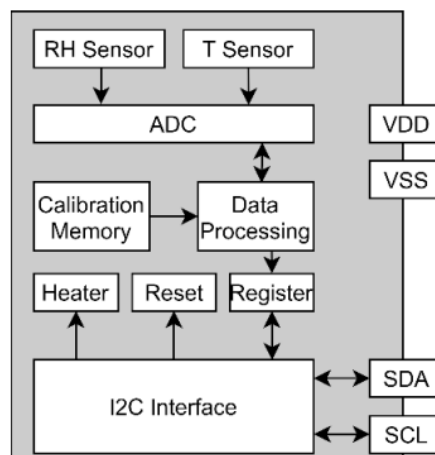 RH Sensor
T Sensor
ADC
VDD
VSS
Calibration
Memory
Data
Processing
Heater
Reset
Register
I2C Interface
SDA
SCL